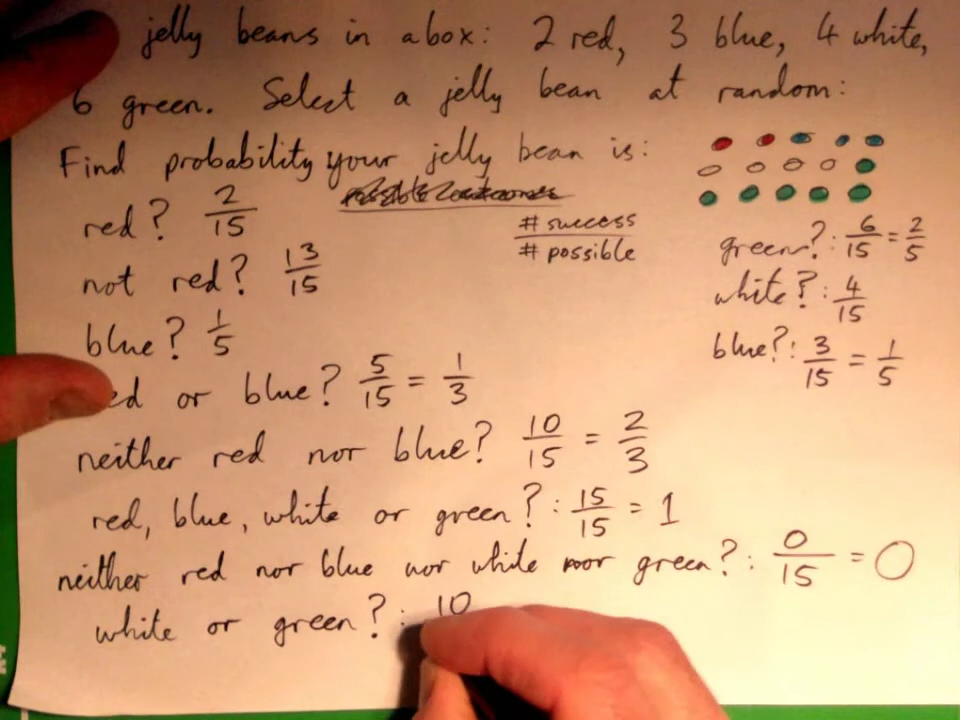 jelly beans in a box: 2 red, 3 blue, 4 white,
6 green. Select a jelly bean at random:
Find probability your jelly bean is:
red? 2/15
# success
# possible
not red? 13/15
blue? 1/5
red or blue? 5/15 = 1/3
neither red nor blue? 10/15 = 2/3
green?: 6/15 = 2/5
white?: 4/15
blue?: 3/15 = 1/5
red, blue, white or green?: 15/15 = 1
neither red nor blue nor white nor green?: 0/15 = 0
white or green?: 10